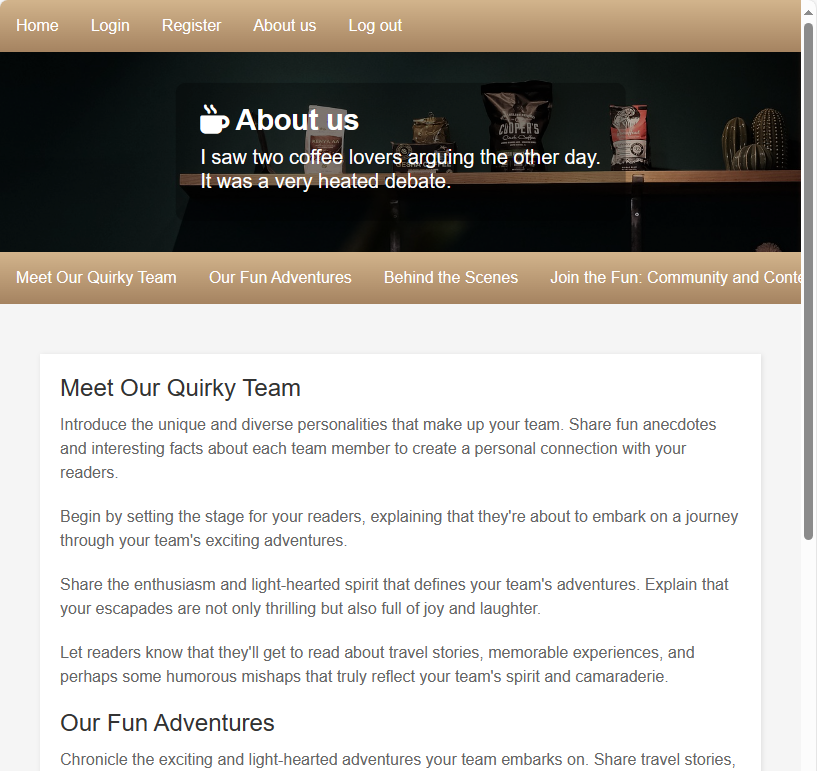 Home Login Register About us Log out
About us
COOPER'S
I saw two coffee lovers arguing the other day.
It was a very heated debate.
Meet Our Quirky Team Our Fun Adventures Behind the Scenes Join the Fun: Community and Conte
Meet Our Quirky Team
Introduce the unique and diverse personalities that make up your team. Share fun anecdotes
and interesting facts about each team member to create a personal connection with your
readers.
Begin by setting the stage for your readers, explaining that they're about to embark on a journey
through your team's exciting adventures.
Share the enthusiasm and light-hearted spirit that defines your team's adventures. Explain that
your escapades are not only thrilling but also full of joy and laughter.
Let readers know that they'll get to read about travel stories, memorable experiences, and
perhaps some humorous mishaps that truly reflect your team's spirit and camaraderie.
Our Fun Adventures
Chronicle the exciting and light-hearted adventures your team embarks on. Share travel stories,